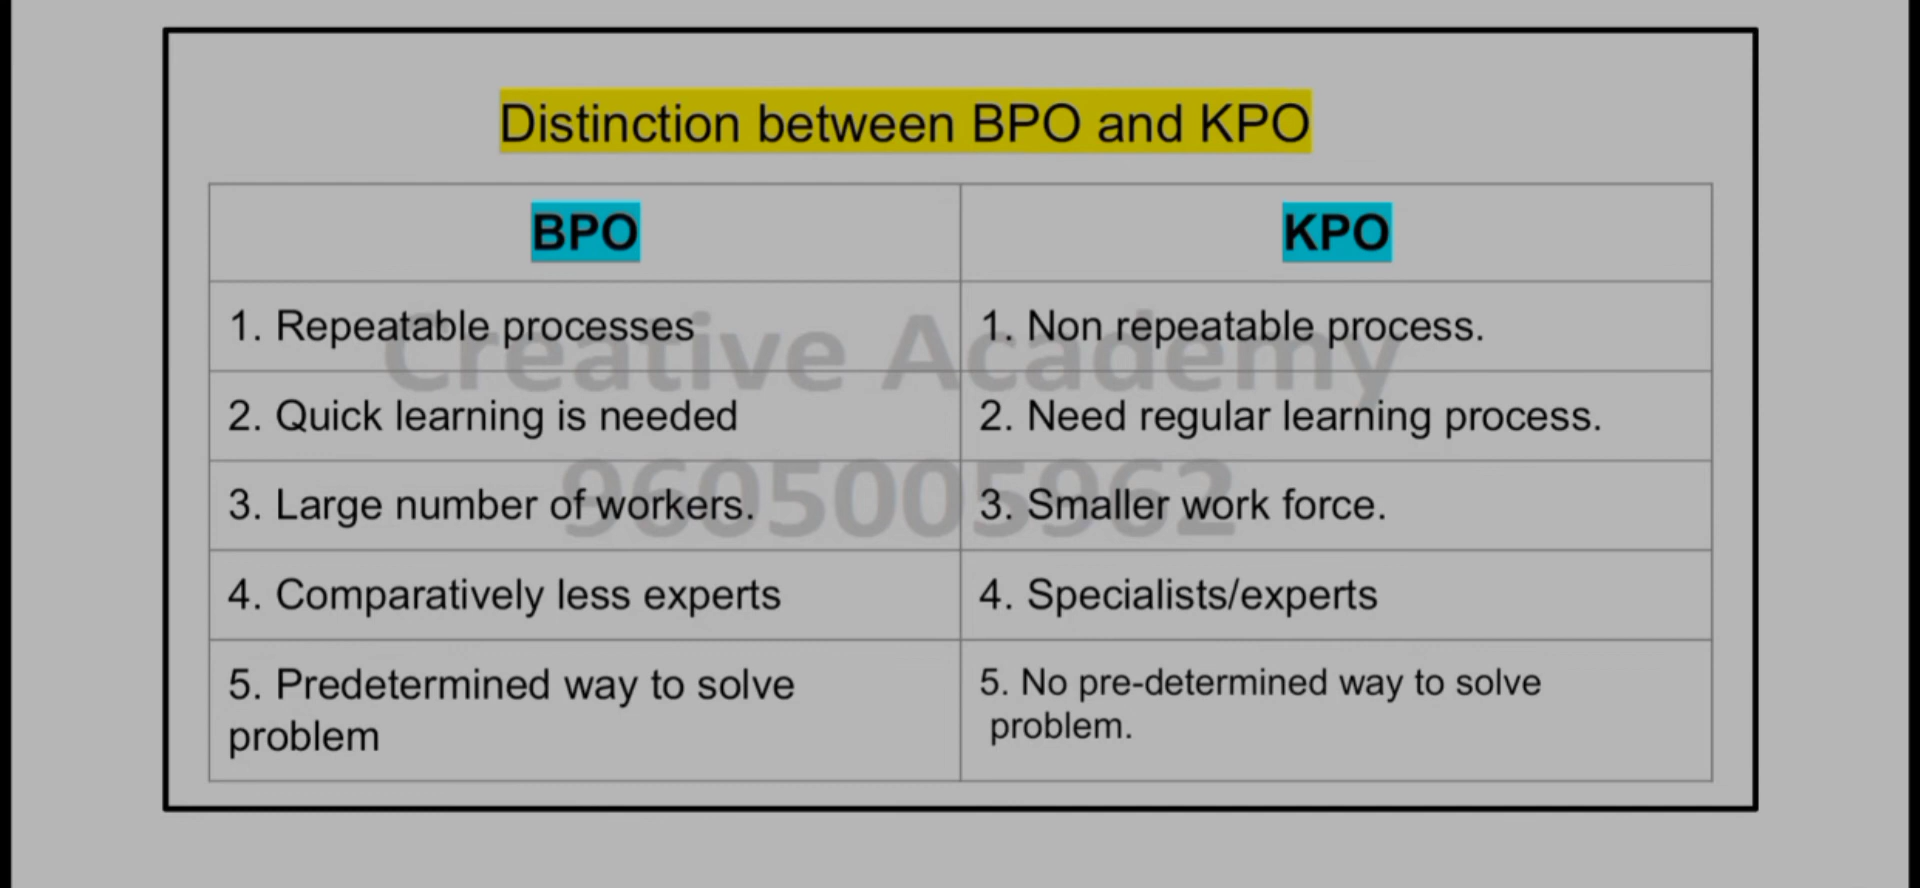 Distinction between BPO and KPO
BPO
KPO
1. Repeatable processes
1. Non repeatable process.
2. Quick learning is needed
2. Need regular learning process.
3. Large number of workers.
3. Smaller work force.
4. Comparatively less experts
4. Specialists/experts
5. Predetermined way to solve
problem
5. No pre-determined way to solve
problem.
Creative Academy
9605005962